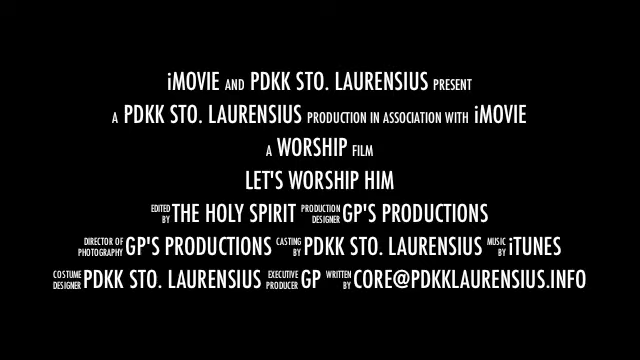 iMOVIE AND PDKK STO. LAURENSIUS PRESENT
A PDKK STO. LAURENSIUS PRODUCTION IN ASSOCIATION WITH iMOVIE
A WORSHIP FILM
LET'S WORSHIP HIM
EDITED BY THE HOLY SPIRIT PRODUCTION DESIGNER GP'S PRODUCTIONS
DIRECTOR OF PHOTOGRAPHY GP'S PRODUCTIONS CASTING BY PDKK STO. LAURENSIUS MUSIC BY iTUNES
COSTUME DESIGNER PDKK STO. LAURENSIUS EXECUTIVE PRODUCER GP WRITTEN BY CORE@PDKKLAURENSIUS.INFO